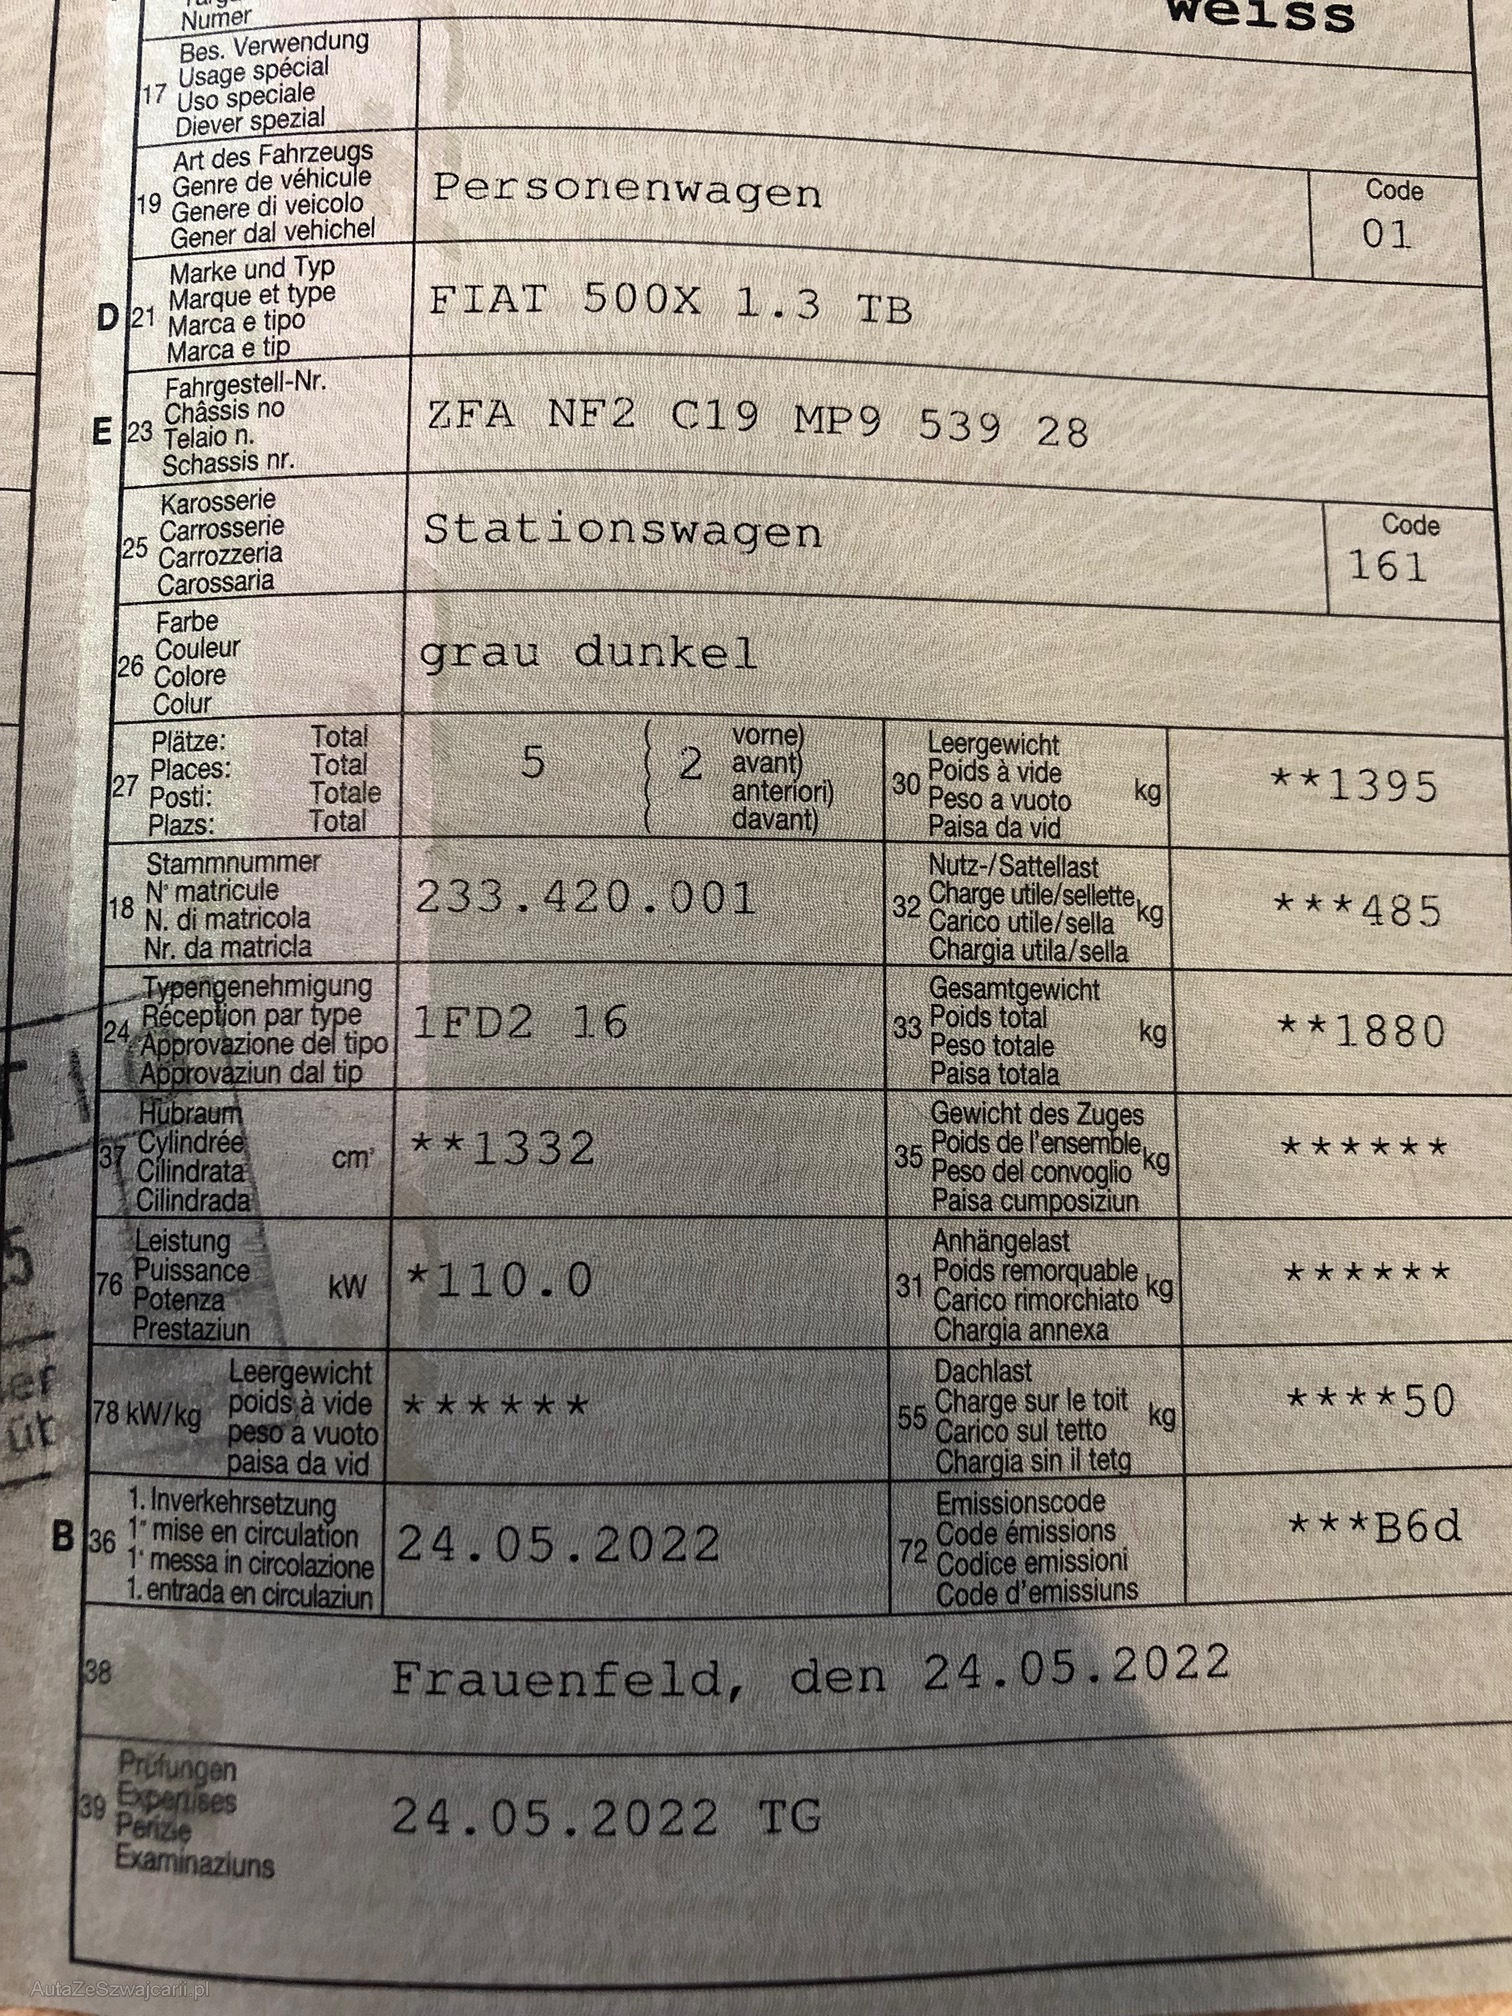 Numer
weiss
17
Bes. Verwendung
Usage spécial
Uso speciale
Diever spezial
19
Art des Fahrzeugs
Genre de véhicule
Genere di veicolo
Gener dal vehichel
Personenwagen
Code
01
D 21
Marke und Typ
Marque et type
Marca e tipo
Marca e tip
FIAT 500X 1.3 TB
E 23
Fahrgestell-Nr.
Châssis no
Telaio n.
Schassis nr.
ZFA NF2 C19 MP9 539 28
25
Karosserie
Carrosserie
Carrozzeria
Carossaria
Stationswagen
Code
161
26
Farbe
Couleur
Colore
Colur
grau dunkel
27
Plätze: Total
Places: Total
Posti: Totale
Plazs: Total
5 ( 2 vorne)
( avant)
( anteriori)
( davant)
30
Leergewicht
Poids à vide
Peso a vuoto
Paisa da vid
kg
**1395
18
Stammnummer
N° matricule
N. di matricola
Nr. da matricla
233.420.001
32
Nutz-/Sattellast
Charge utile/sellette
Carico utile/sella
Chargia utila/sella
kg
***485
24
Typengenehmigung
Réception par type
Approvazione del tipo
Approvaziun dal tip
1FD2 16
33
Gesamtgewicht
Poids total
Peso totale
Paisa totala
kg
**1880
37
Hubraum
Cylindrée
Cilindrata
Cilindrada
cm³
**1332
35
Gewicht des Zuges
Poids de l'ensemble
Peso del convoglio
Paisa cumposiziun
kg
******
76
Leistung
Puissance
Potenza
Prestaziun
kW
*110.0
31
Anhängelast
Poids remorquable
Carico rimorchiato
Chargia annexa
kg
******
78 kW/kg
Leergewicht
poids à vide
peso a vuoto
paisa da vid
******
55
Dachlast
Charge sur le toit
Carico sul tetto
Chargia sin il tetg
kg
****50
B 36
1. Inverkehrsetzung
1re mise en circulation
1a messa in circolazione
1. entrada en circulaziun
24.05.2022
72
Emissionscode
Code émissions
Codice emissioni
Code d'emissiuns
***B6d
38
Frauenfeld, den 24.05.2022
39
Prüfungen
Expertises
Perizie
Examinaziuns
24.05.2022 TG
AutaZeSzwajcarii.pl